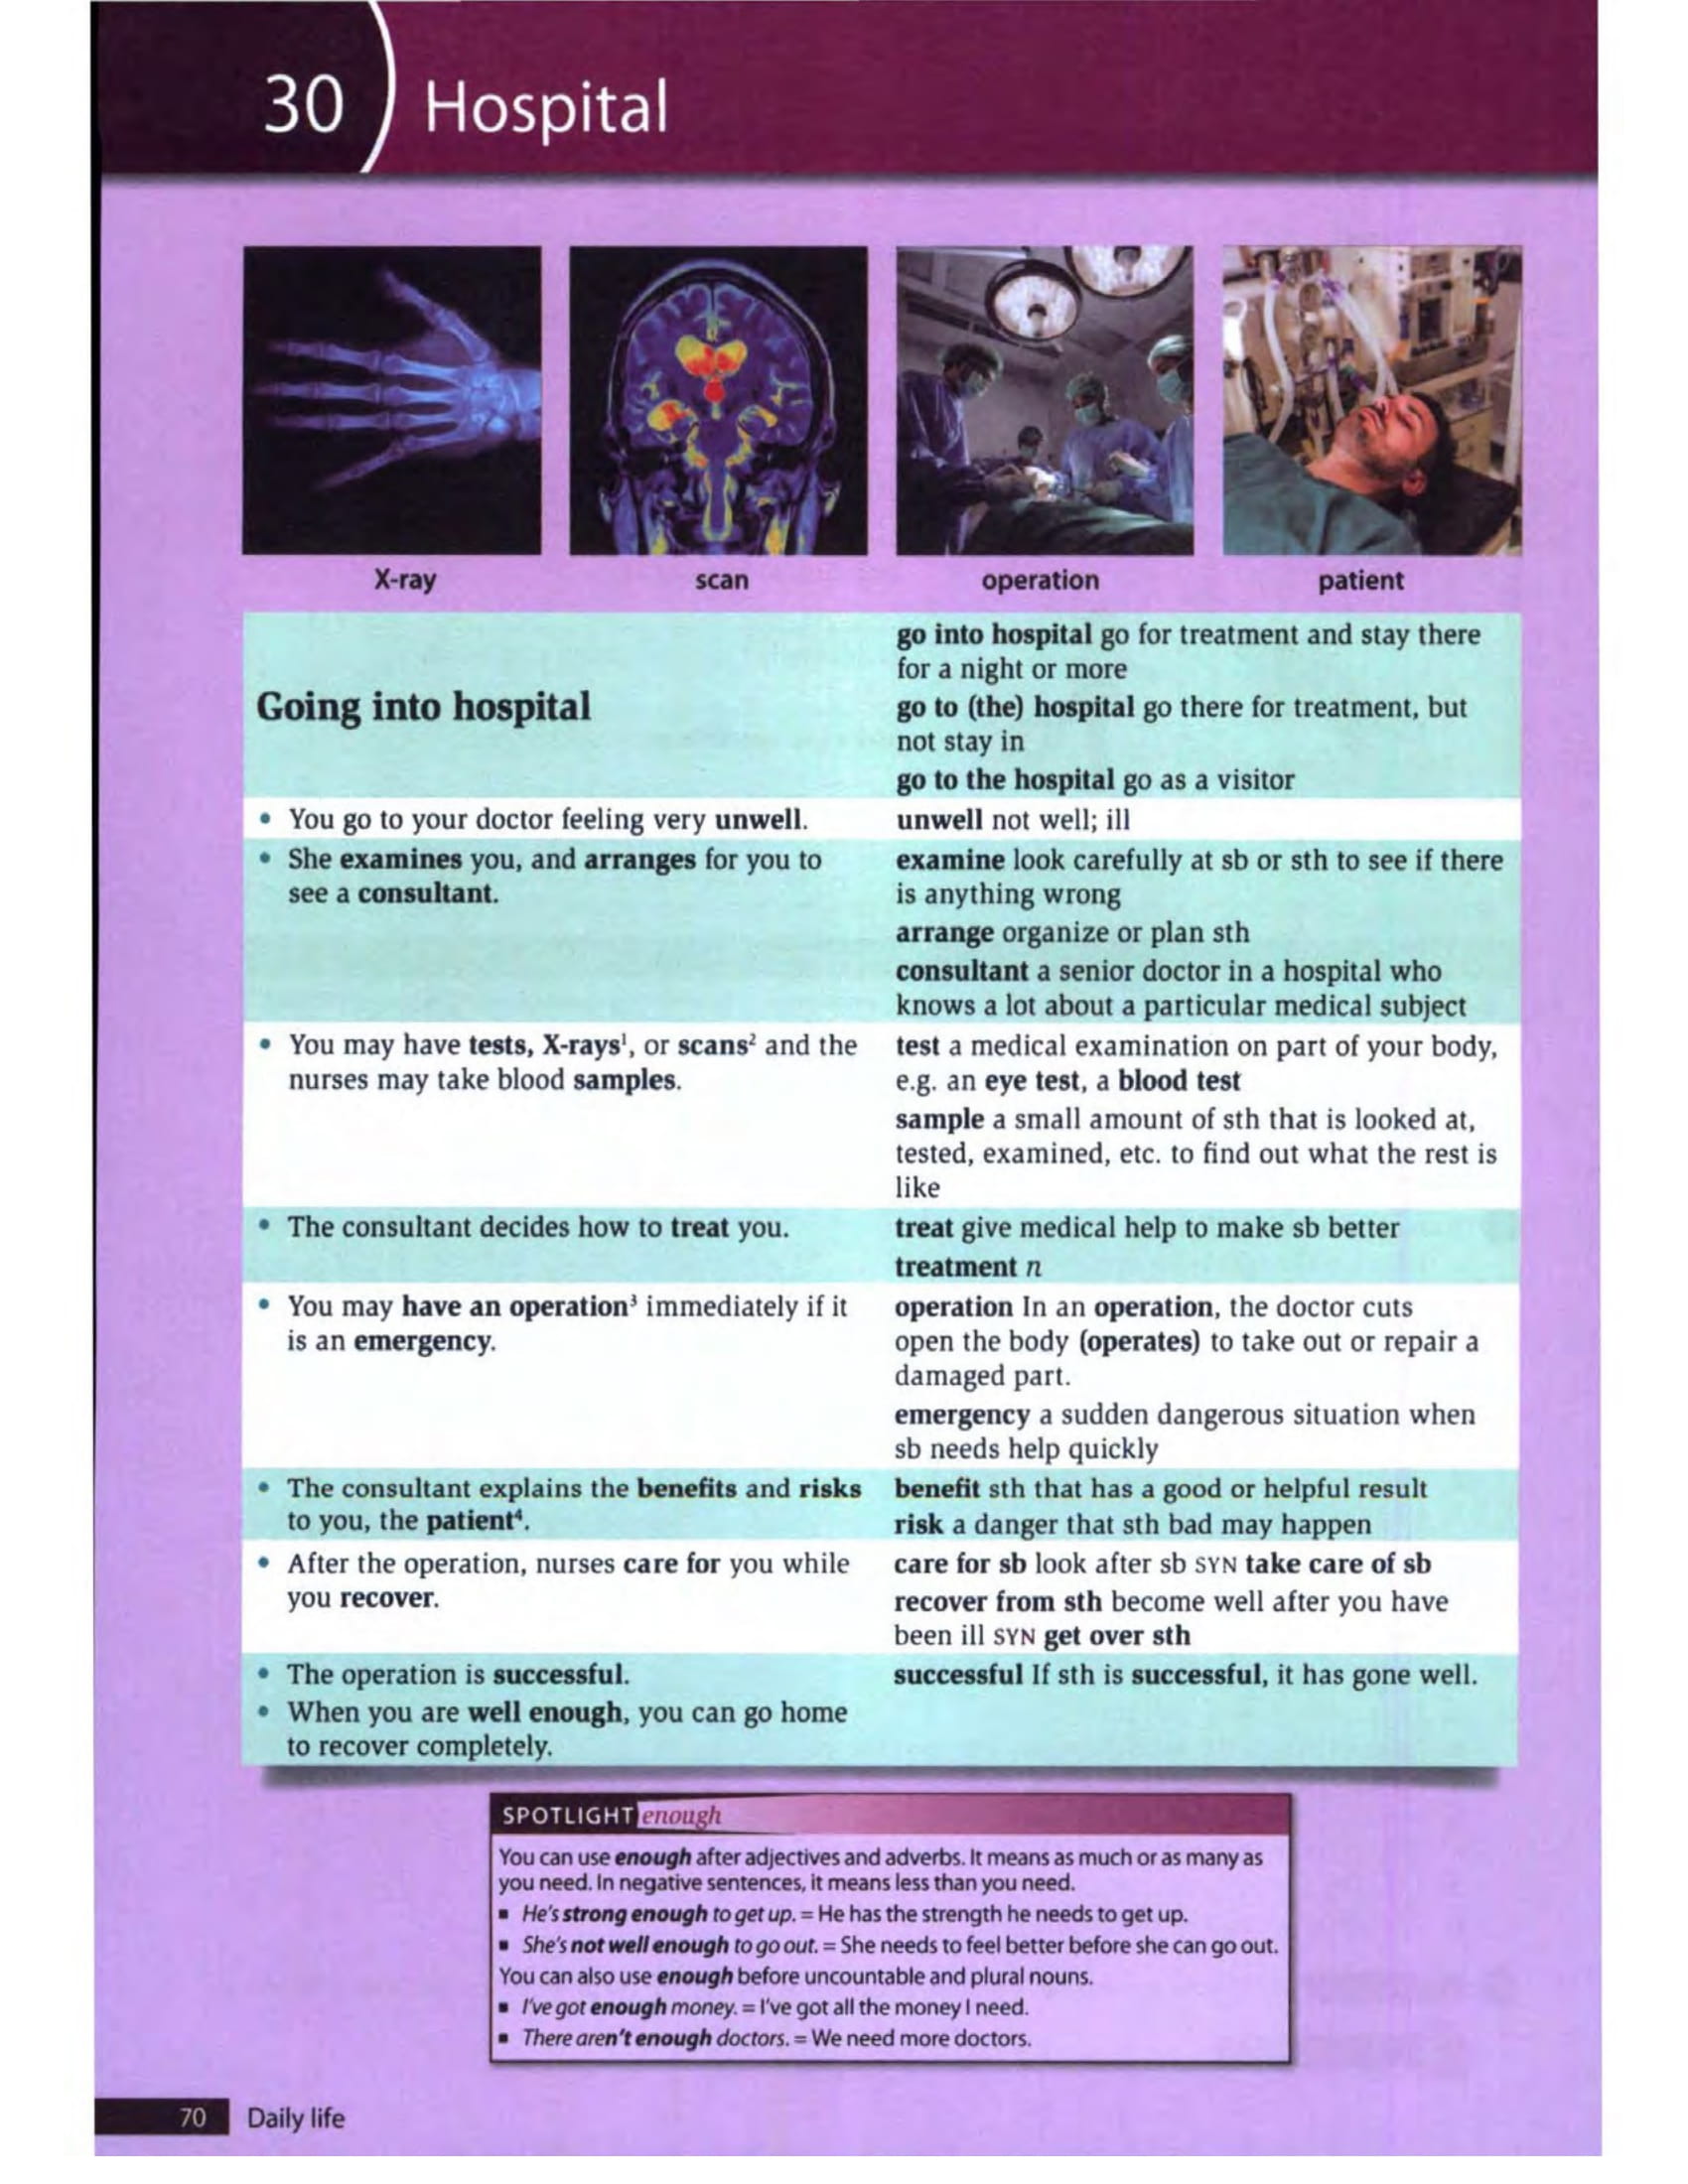 30 Hospital
X-ray
scan
operation
patient
Going into hospital
go into hospital go for treatment and stay there
for a night or more
go to (the) hospital go there for treatment, but
not stay in
go to the hospital go as a visitor
• You go to your doctor feeling very unwell.
unwell not well; ill
• She examines you, and arranges for you to
see a consultant.
examine look carefully at sb or sth to see if there
is anything wrong
arrange organize or plan sth
consultant a senior doctor in a hospital who
knows a lot about a particular medical subject
• You may have tests, X-rays¹, or scans² and the
nurses may take blood samples.
test a medical examination on part of your body,
e.g. an eye test, a blood test
sample a small amount of sth that is looked at,
tested, examined, etc. to find out what the rest is
like
• The consultant decides how to treat you.
treat give medical help to make sb better
treatment n
• You may have an operation³ immediately if it
is an emergency.
operation In an operation, the doctor cuts
open the body (operates) to take out or repair a
damaged part.
emergency a sudden dangerous situation when
sb needs help quickly
• The consultant explains the benefits and risks
to you, the patient⁴.
benefit sth that has a good or helpful result
risk a danger that sth bad may happen
• After the operation, nurses care for you while
you recover.
care for sb look after sb SYN take care of sb
recover from sth become well after you have
been ill SYN get over sth
• The operation is successful.
successful If sth is successful, it has gone well.
• When you are well enough, you can go home
to recover completely.
SPOTLIGHT enough
You can use enough after adjectives and adverbs. It means as much or as many as
you need. In negative sentences, it means less than you need.
▪ He's strong enough to get up. = He has the strength he needs to get up.
▪ She's not well enough to go out. = She needs to feel better before she can go out.
You can also use enough before uncountable and plural nouns.
▪ I've got enough money. = I've got all the money I need.
▪ There aren't enough doctors. = We need more doctors.
70 Daily life